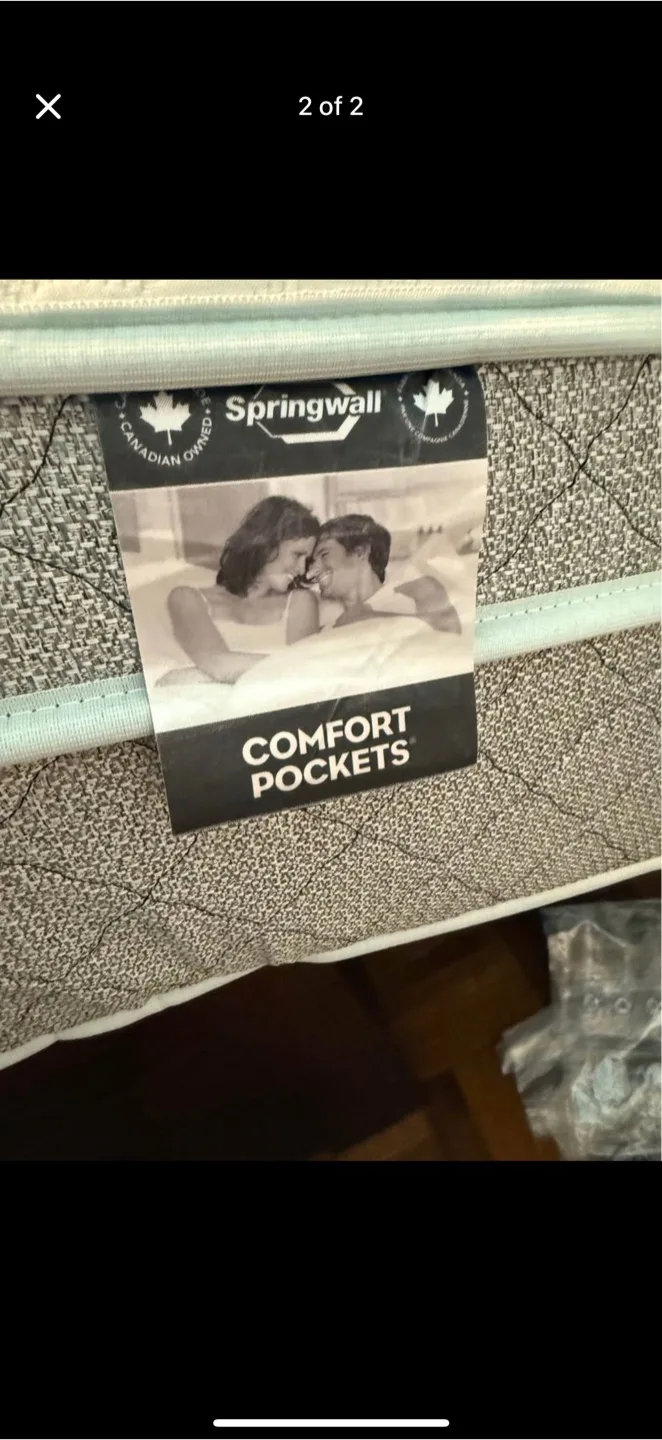 2 of 2
CANADIAN OWNED
Springwall
COMFORT
POCKETS